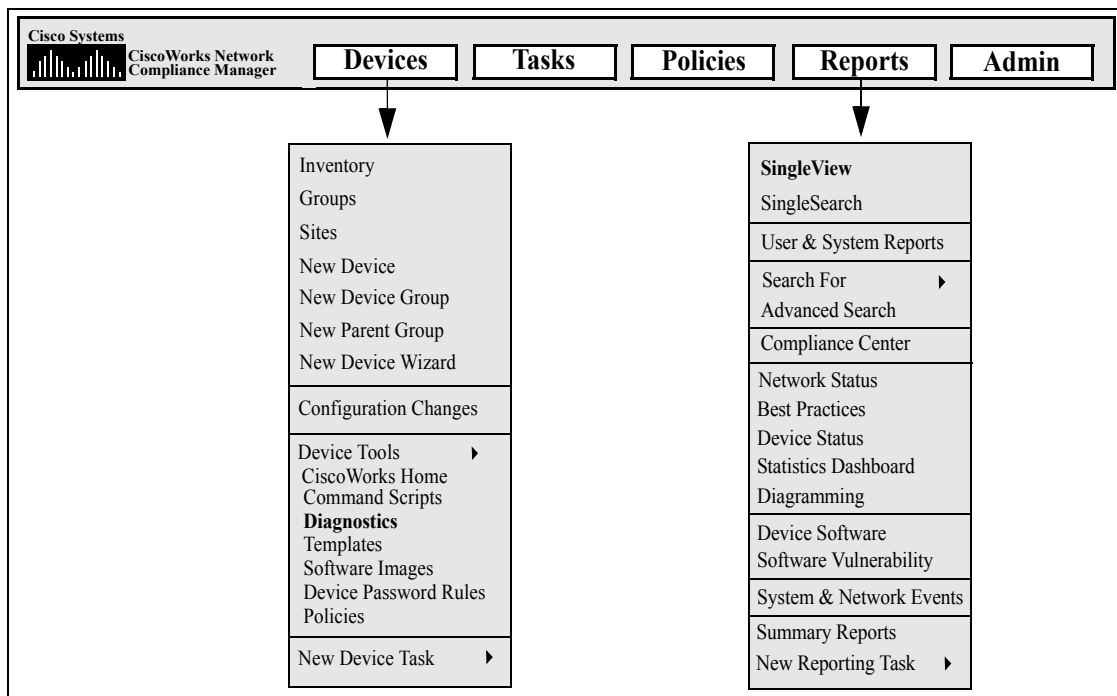 Cisco Systems
CiscoWorks Network
Compliance Manager
Devices
Tasks
Policies
Reports
Admin
Inventory
Groups
Sites
New Device
New Device Group
New Parent Group
New Device Wizard
Configuration Changes
Device Tools
CiscoWorks Home
Command Scripts
Diagnostics
Templates
Software Images
Device Password Rules
Policies
New Device Task
SingleView
SingleSearch
User & System Reports
Search For
Advanced Search
Compliance Center
Network Status
Best Practices
Device Status
Statistics Dashboard
Diagramming
Device Software
Software Vulnerability
System & Network Events
Summary Reports
New Reporting Task